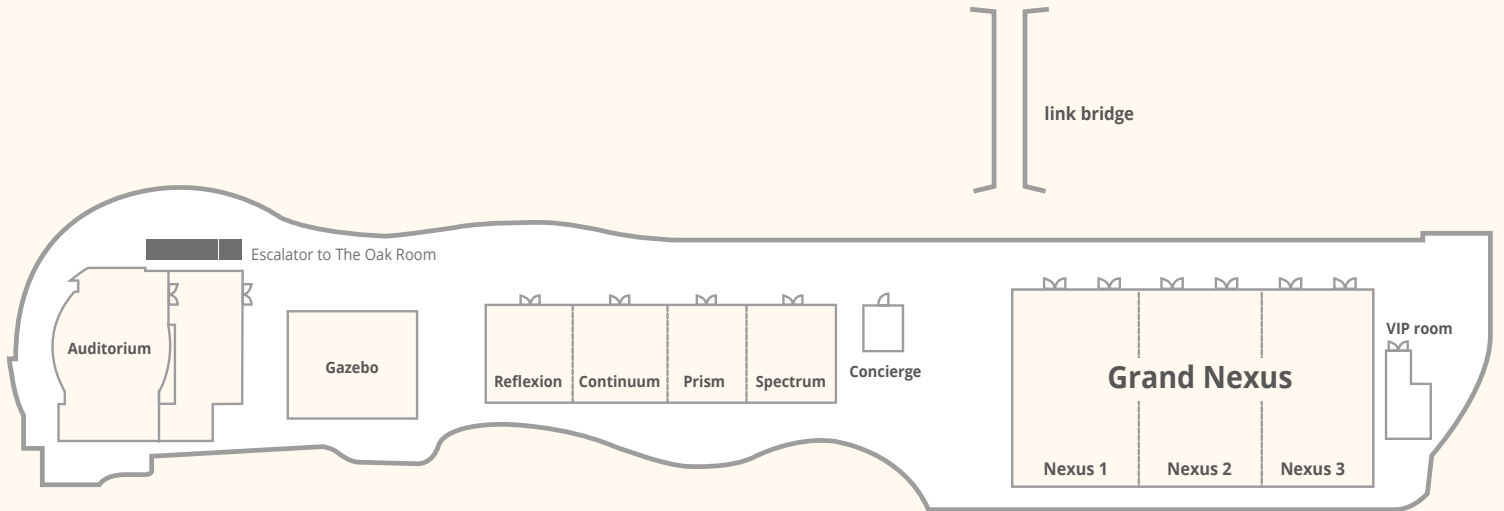 link bridge
Escalator to The Oak Room
Auditorium
Gazebo
Reflexion
Continuum
Prism
Spectrum
Concierge
VIP room
Grand Nexus
Nexus 1
Nexus 2
Nexus 3